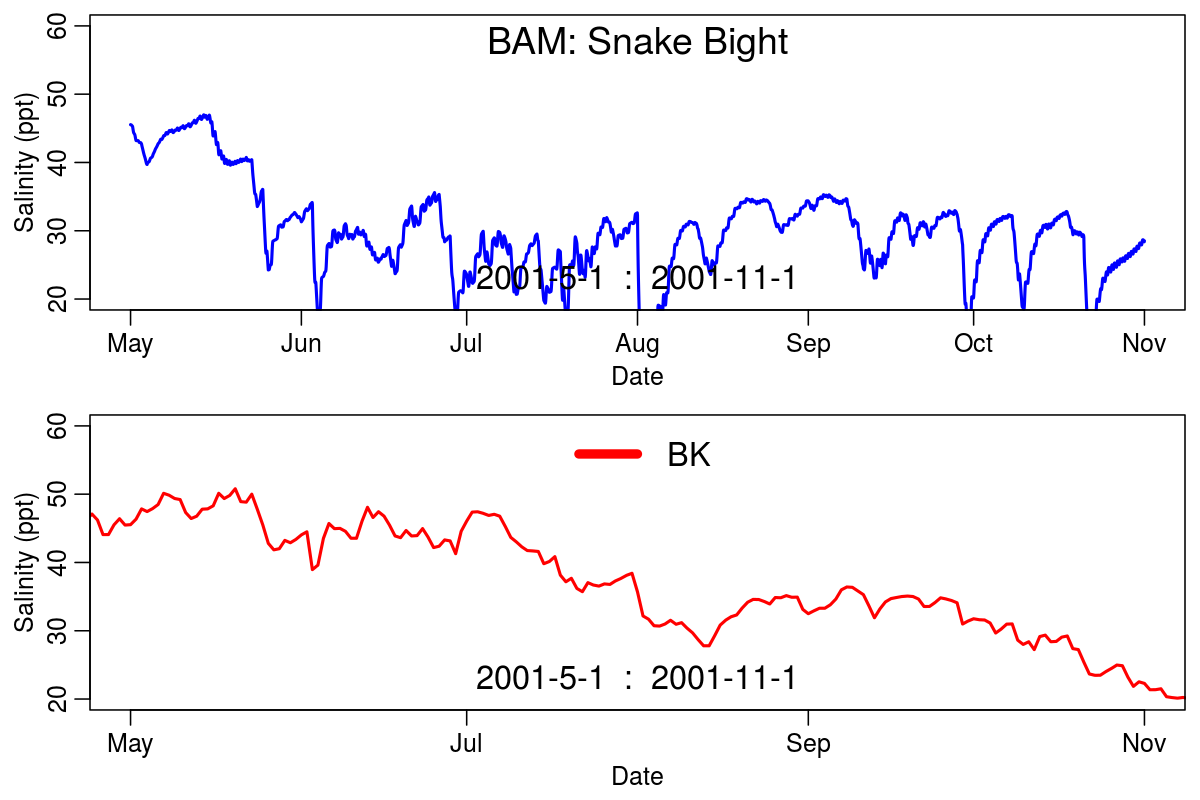 BAM: Snake Bight
60
50
40
30
20
Salinity (ppt)
2001-5-1 : 2001-11-1
May Jun Jul Aug Sep Oct Nov
Date
BK
60
50
40
30
20
Salinity (ppt)
2001-5-1 : 2001-11-1
May Jul Sep Nov
Date